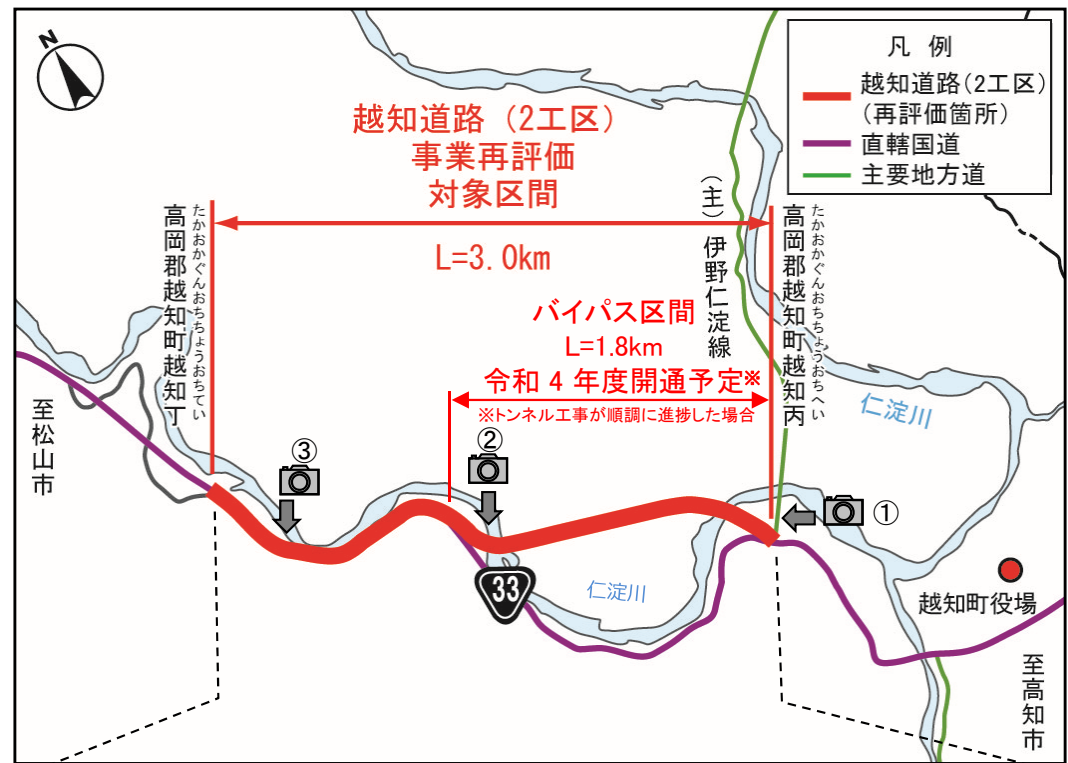 N
凡 例
越知道路(2工区)
(再評価箇所)
直轄国道
主要地方道
越知道路 (2工区)
事業再評価
対象区間
L=3.0km
バイパス区間
L=1.8km
令和 4 年度開通予定※
※トンネル工事が順調に進捗した場合
高岡郡越知町越知丁
たかおかぐんおちちょうおちてい
(主) 伊野仁淀線
高岡郡越知町越知丙
たかおかぐんおちちょうおちへい
仁淀川
至松山市
③
②
①
33
仁淀川
越知町役場
至高知市